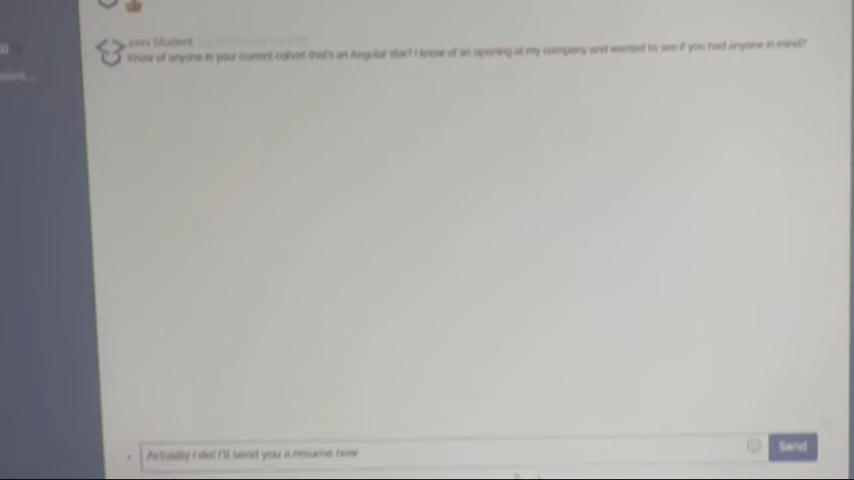 Student
Know of anyone in your current cohort that's an Angular star? I know of an opening at my company and wanted to see if you had anyone in mind?
Actually I do! I'll send you a resume now
Send